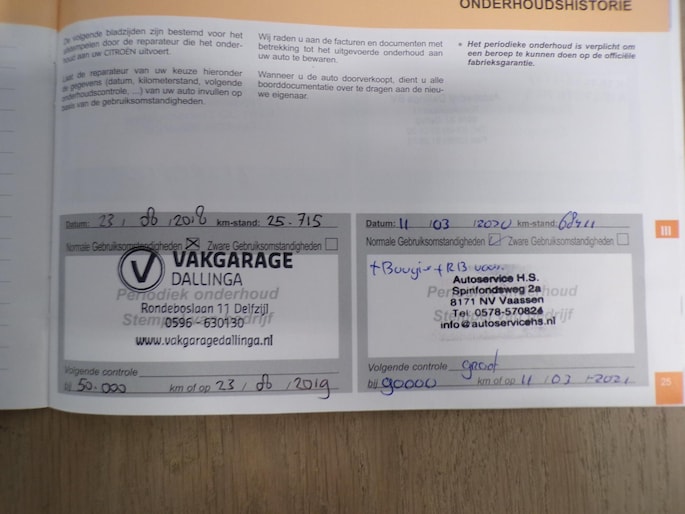 ONDERHOUDSHISTORIE
De volgende bladzijden zijn bestemd voor het
afstempelen door de reparateur die het onder-
houd aan uw CITROËN uitvoert.
Laat de reparateur van uw keuze hieronder
de gegevens (datum, kilometerstand, volgende
onderhoudscontrole, ...) van uw auto invullen op
basis van de gebruiksomstandigheden.
Wij raden u aan de facturen en documenten met
betrekking tot het uitgevoerde onderhoud aan
uw auto te bewaren.
Wanneer u de auto doorverkoopt, dient u alle
boorddocumentatie over te dragen aan de nieu-
we eigenaar.
* Het periodieke onderhoud is verplicht om
een beroep te kunnen doen op de officiële
fabrieksgarantie.
Datum: 23 / 08 / 2018 km-stand: 25.715
Normale Gebruiksomstandigheden Zware Gebruiksomstandigheden
VAKGARAGE
DALLINGA
Periodiek onderhoud
Rondeboslaan 11 Delfzijl
0596 - 630130
www.vakgaragedallinga.nl
Volgende controle
bij 50.000 km of op 23 / 08 / 2019
Datum: 11 / 03 / 2020 km-stand: 68411
Normale Gebruiksomstandigheden Zware Gebruiksomstandigheden
+ Bougie + RB voor
Autoservice H.S.
Spinfondsweg 2a
8171 NV Vaassen
Tel. 0578-570824
info@autoservicehs.nl
Volgende controle groot
bij 90000 km of op 11 / 03 / 2021
III
25